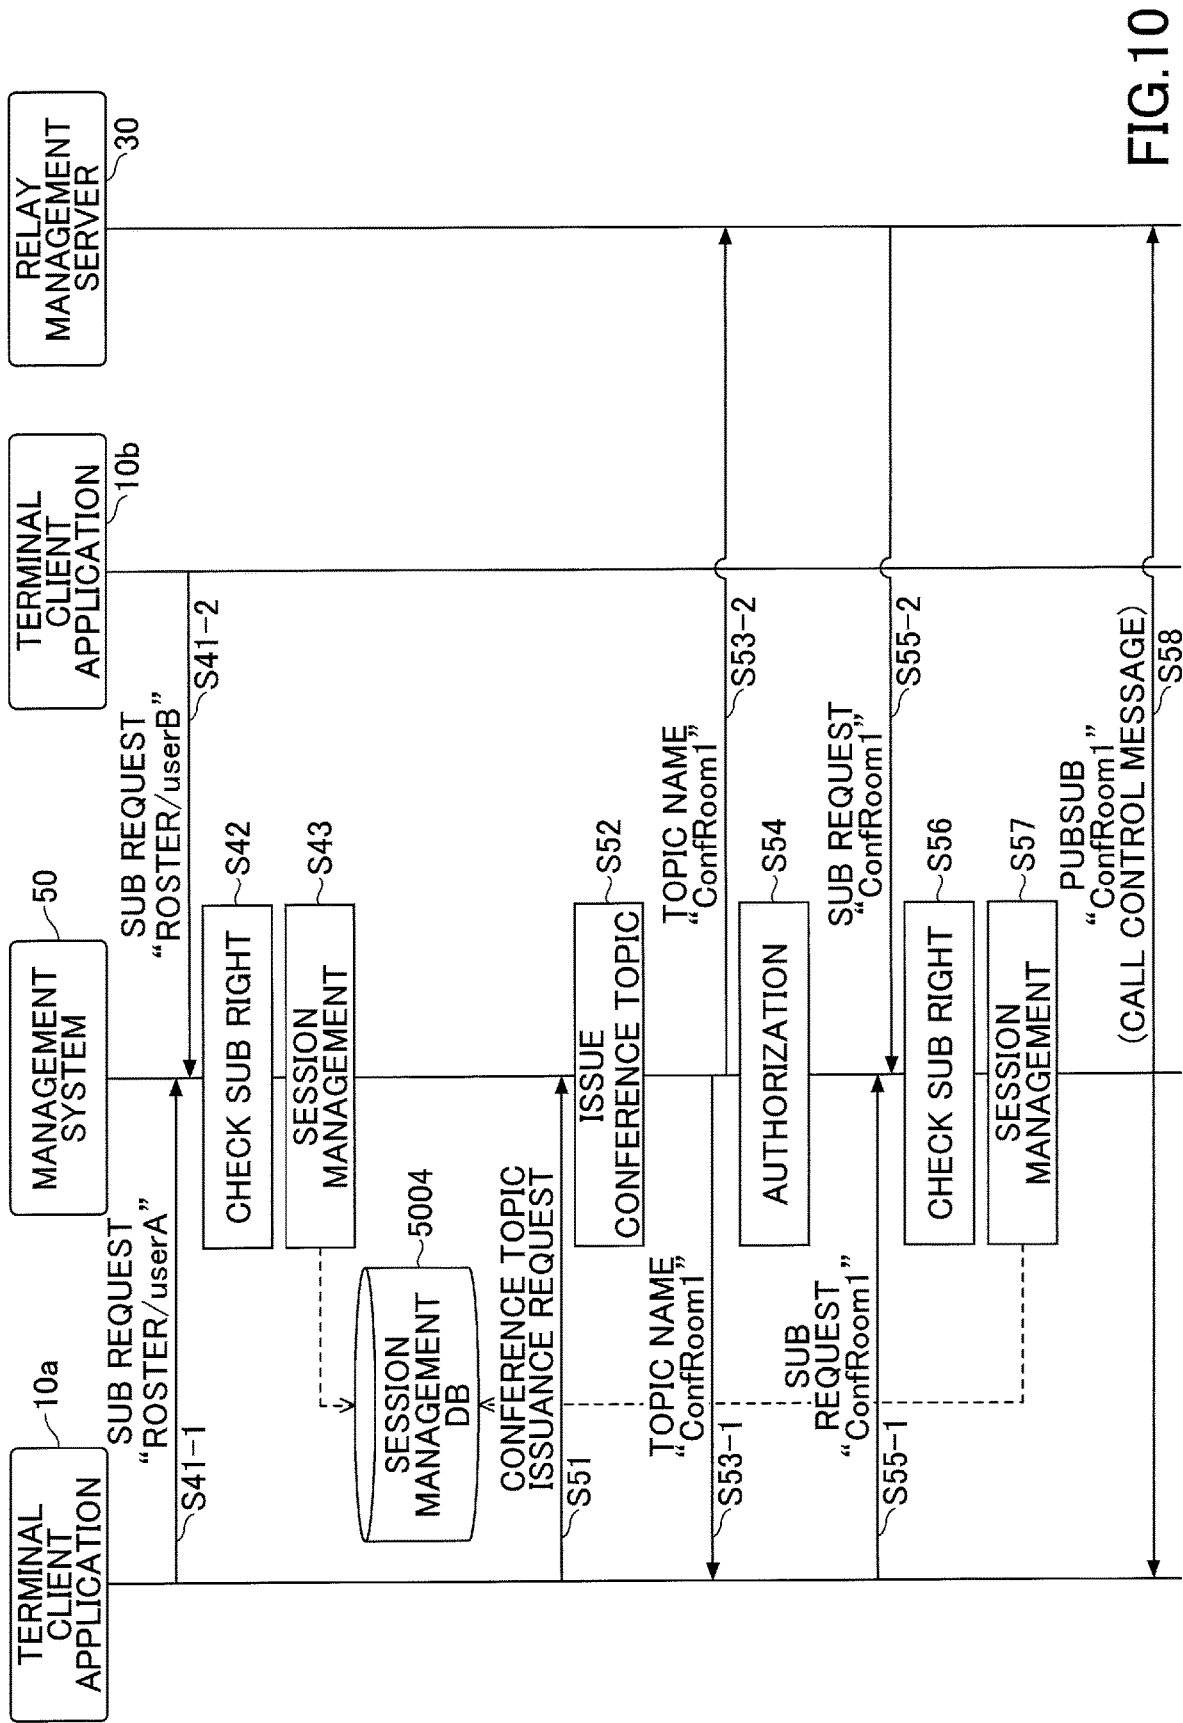 FIG.10
TERMINAL
CLIENT
APPLICATION
10a
MANAGEMENT
SYSTEM
50
TERMINAL
CLIENT
APPLICATION
10b
RELAY
MANAGEMENT
SERVER
30
SUB REQUEST
“ROSTER/userA”
S41-1
SUB REQUEST
“ROSTER/userB”
S41-2
CHECK SUB RIGHT
S42
SESSION
MANAGEMENT
S43
SESSION
MANAGEMENT
DB
5004
CONFERENCE TOPIC
ISSUANCE REQUEST
S51
ISSUE
CONFERENCE TOPIC
S52
TOPIC NAME
“ConfRoom1”
S53-1
TOPIC NAME
“ConfRoom1”
S53-2
AUTHORIZATION
S54
SUB
REQUEST
“ConfRoom1”
S55-1
SUB REQUEST
“ConfRoom1”
S55-2
CHECK SUB RIGHT
S56
SESSION
MANAGEMENT
S57
PUBSUB
“ConfRoom1”
(CALL CONTROL MESSAGE)
S58